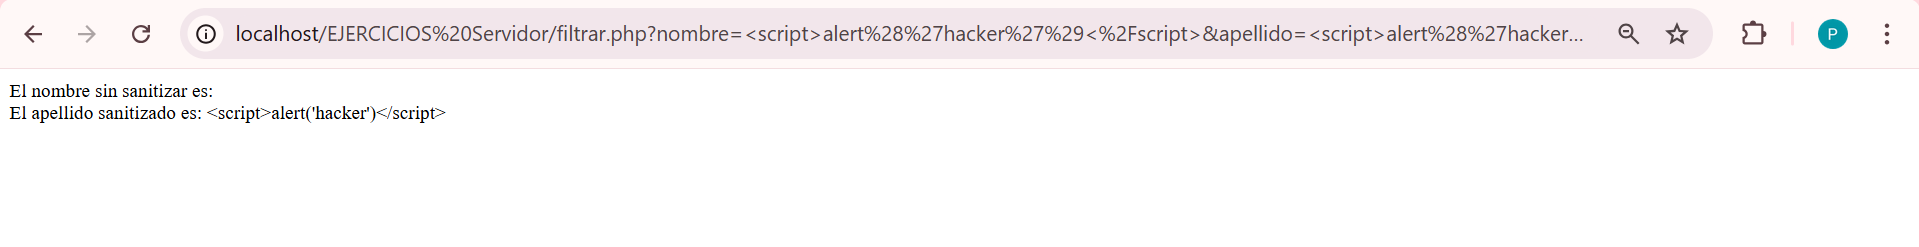 localhost/EJERCICIOS%20Servidor/filtrar.php?nombre=<script>alert%28%27hacker%27%29<%2Fscript>&apellido=<script>alert%28%27hacker...
P
El nombre sin sanitizar es:
El apellido sanitizado es: <script>alert('hacker')</script>